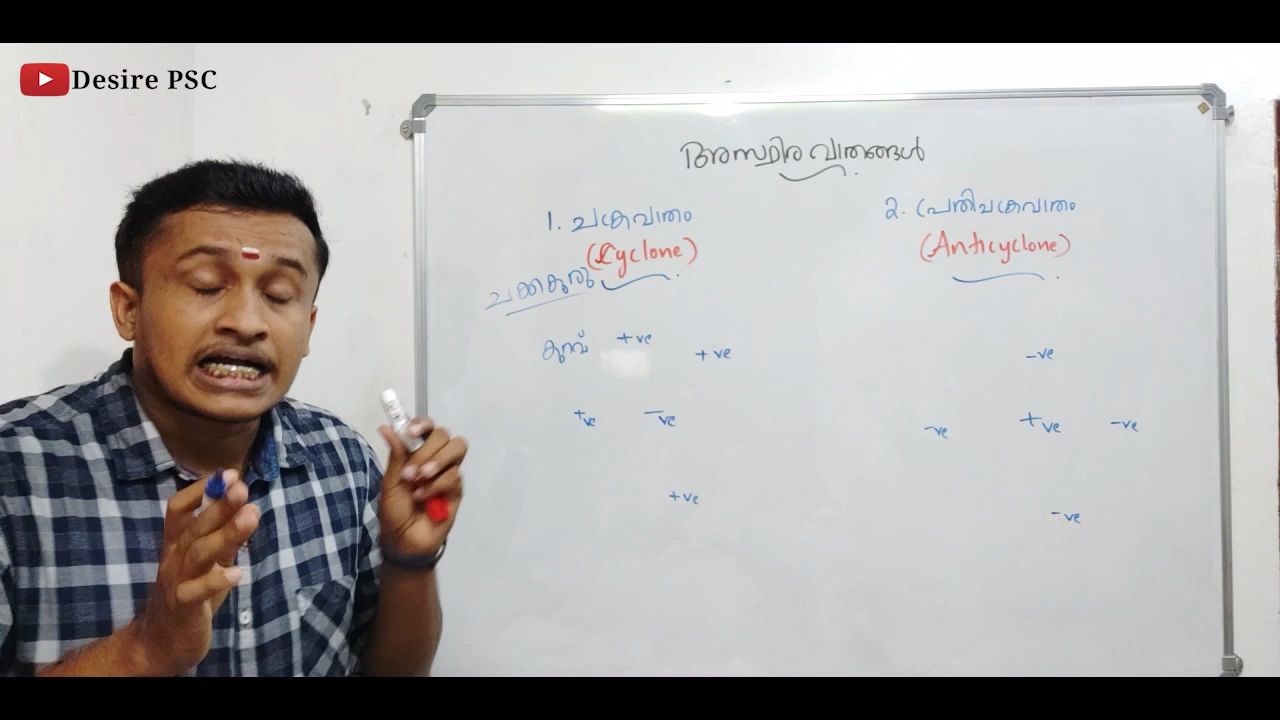 Desire PSC
അസ്ഥിര വാതങ്ങൾ
1. ചക്രവാതം
(Cyclone)
ചക്കകുരു
കുറവ് +ve
+ve
+ve -ve
+ve
2. പ്രതിചക്രവാതം
(Anticyclone)
-ve
-ve +ve -ve
-ve